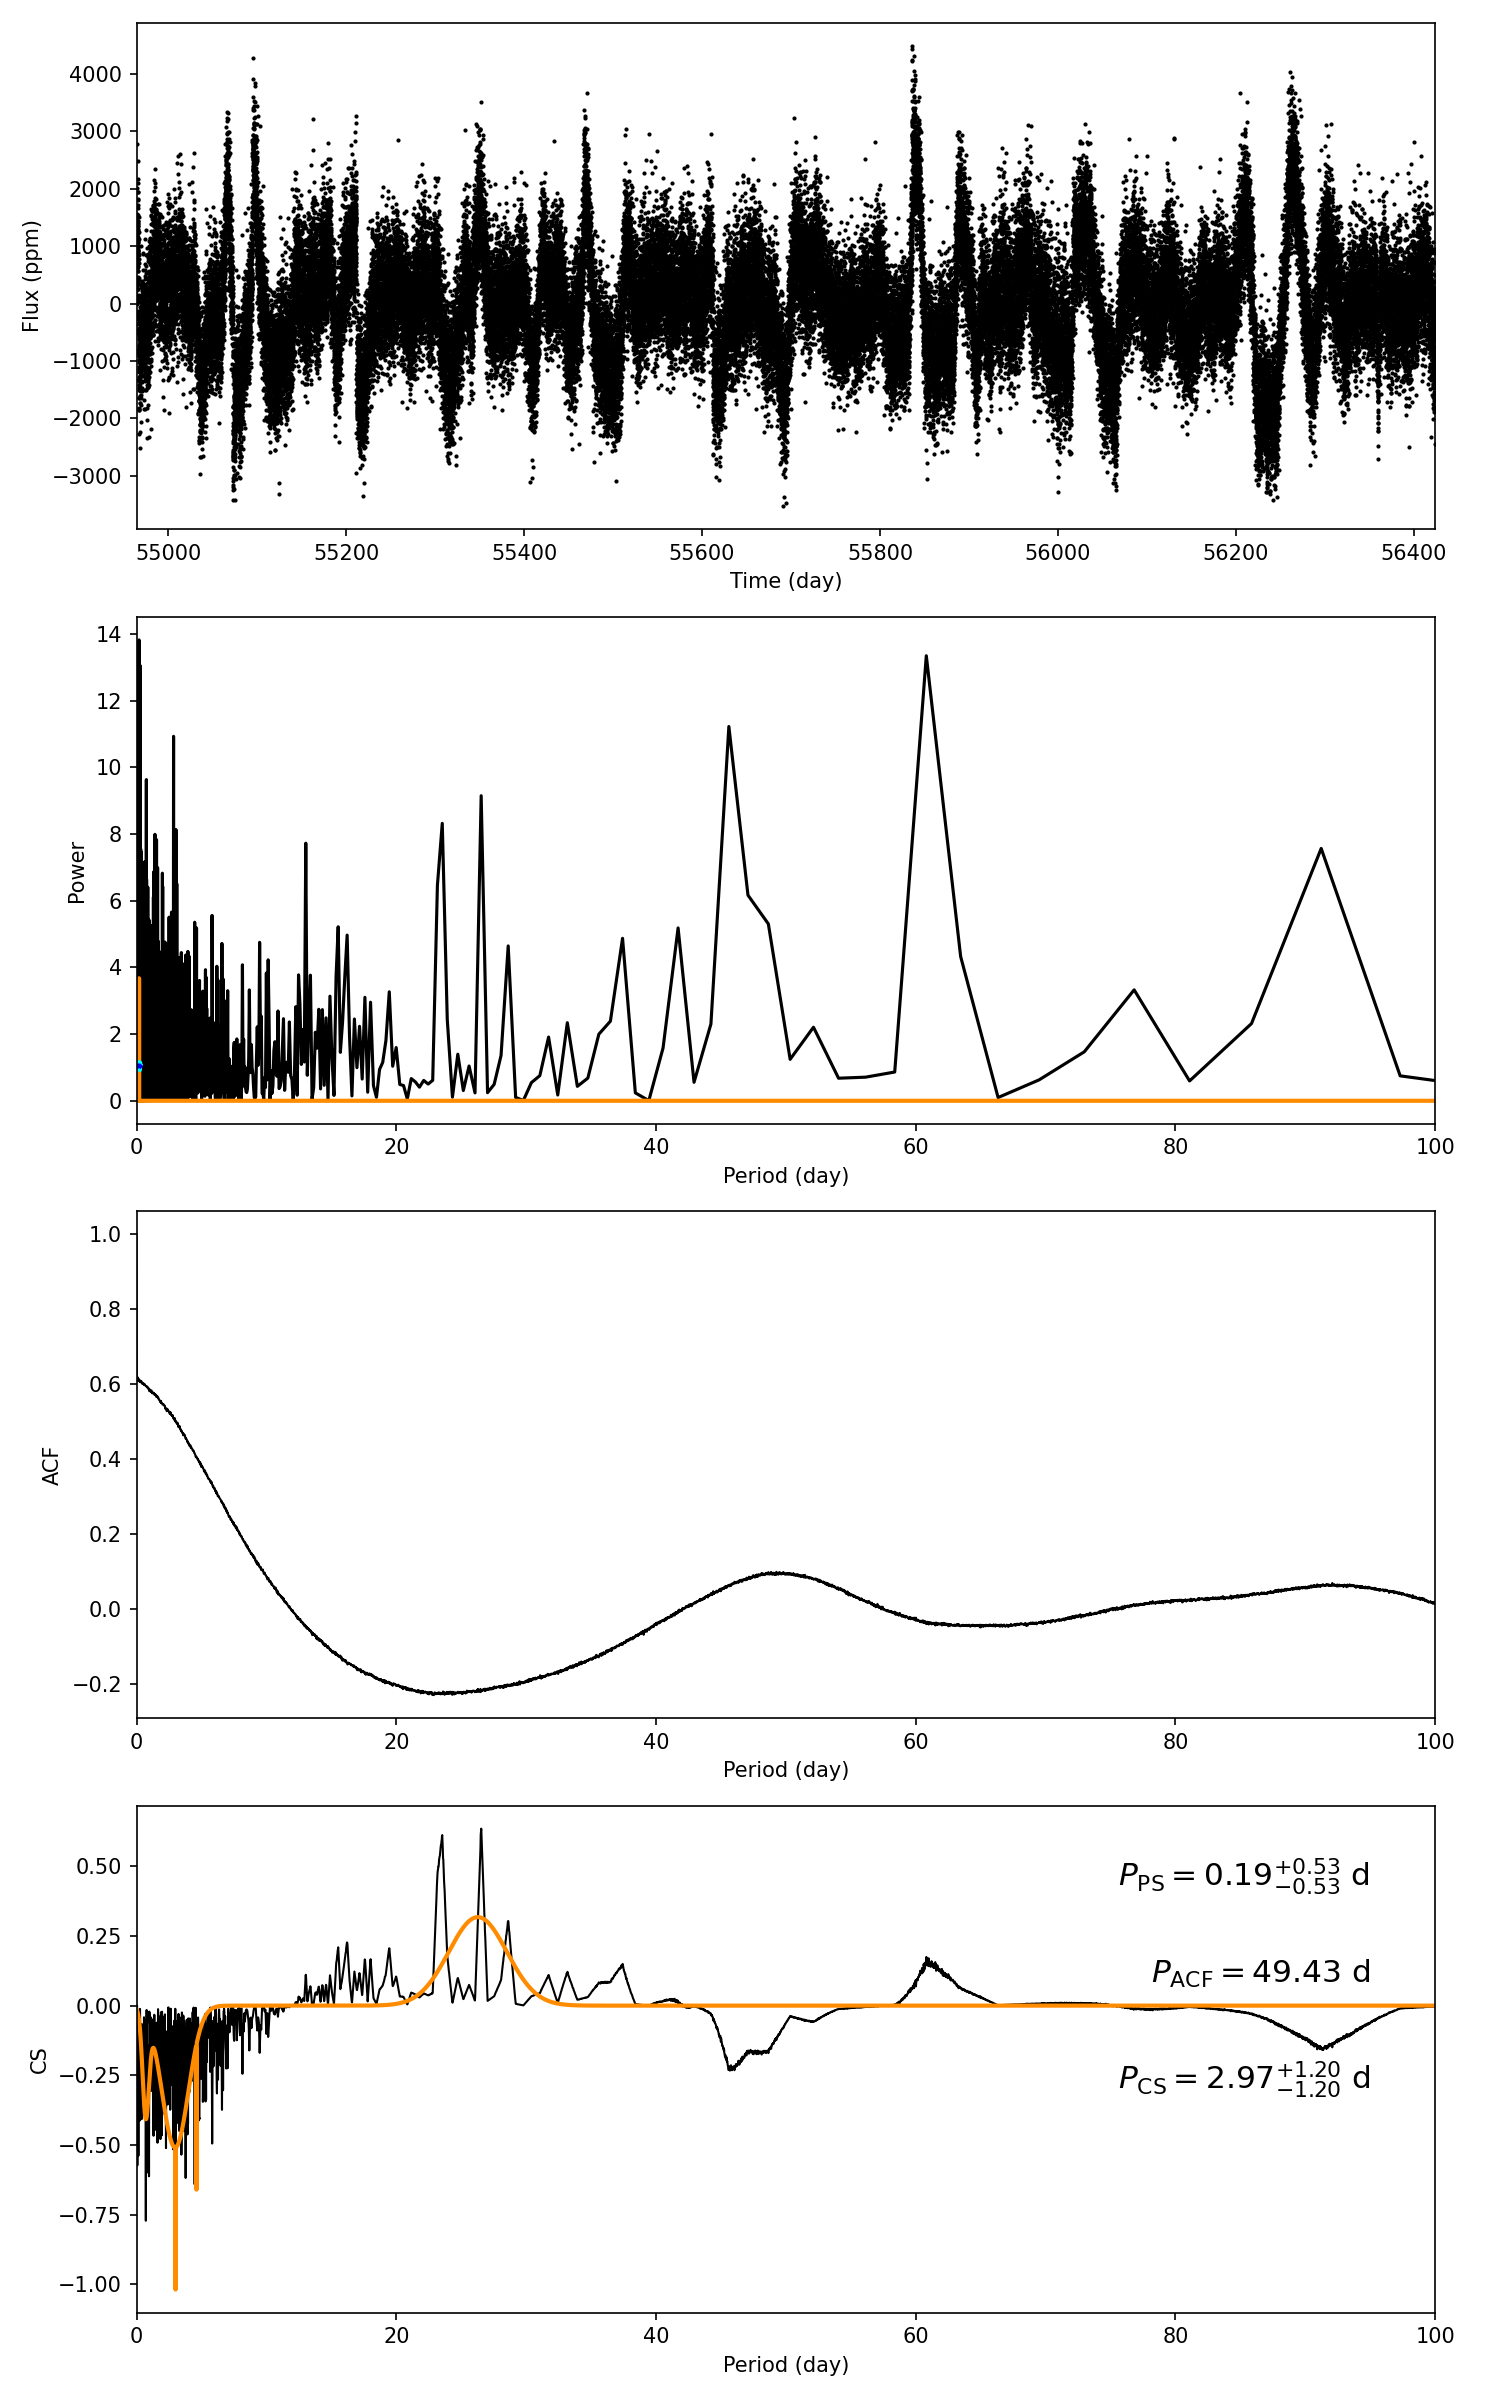 4000
3000
2000
1000
0
−1000
−2000
−3000
Flux (ppm)
55000 55200 55400 55600 55800 56000 56200 56400
Time (day)
14
12
10
8
6
4
2
0
Power
0 20 40 60 80 100
Period (day)
1.0
0.8
0.6
0.4
0.2
0.0
−0.2
ACF
0 20 40 60 80 100
Period (day)
0.50
0.25
0.00
−0.25
−0.50
−0.75
−1.00
CS
P_PS = 0.19^{+0.53}_{−0.53} d
P_ACF = 49.43 d
P_CS = 2.97^{+1.20}_{−1.20} d
0 20 40 60 80 100
Period (day)